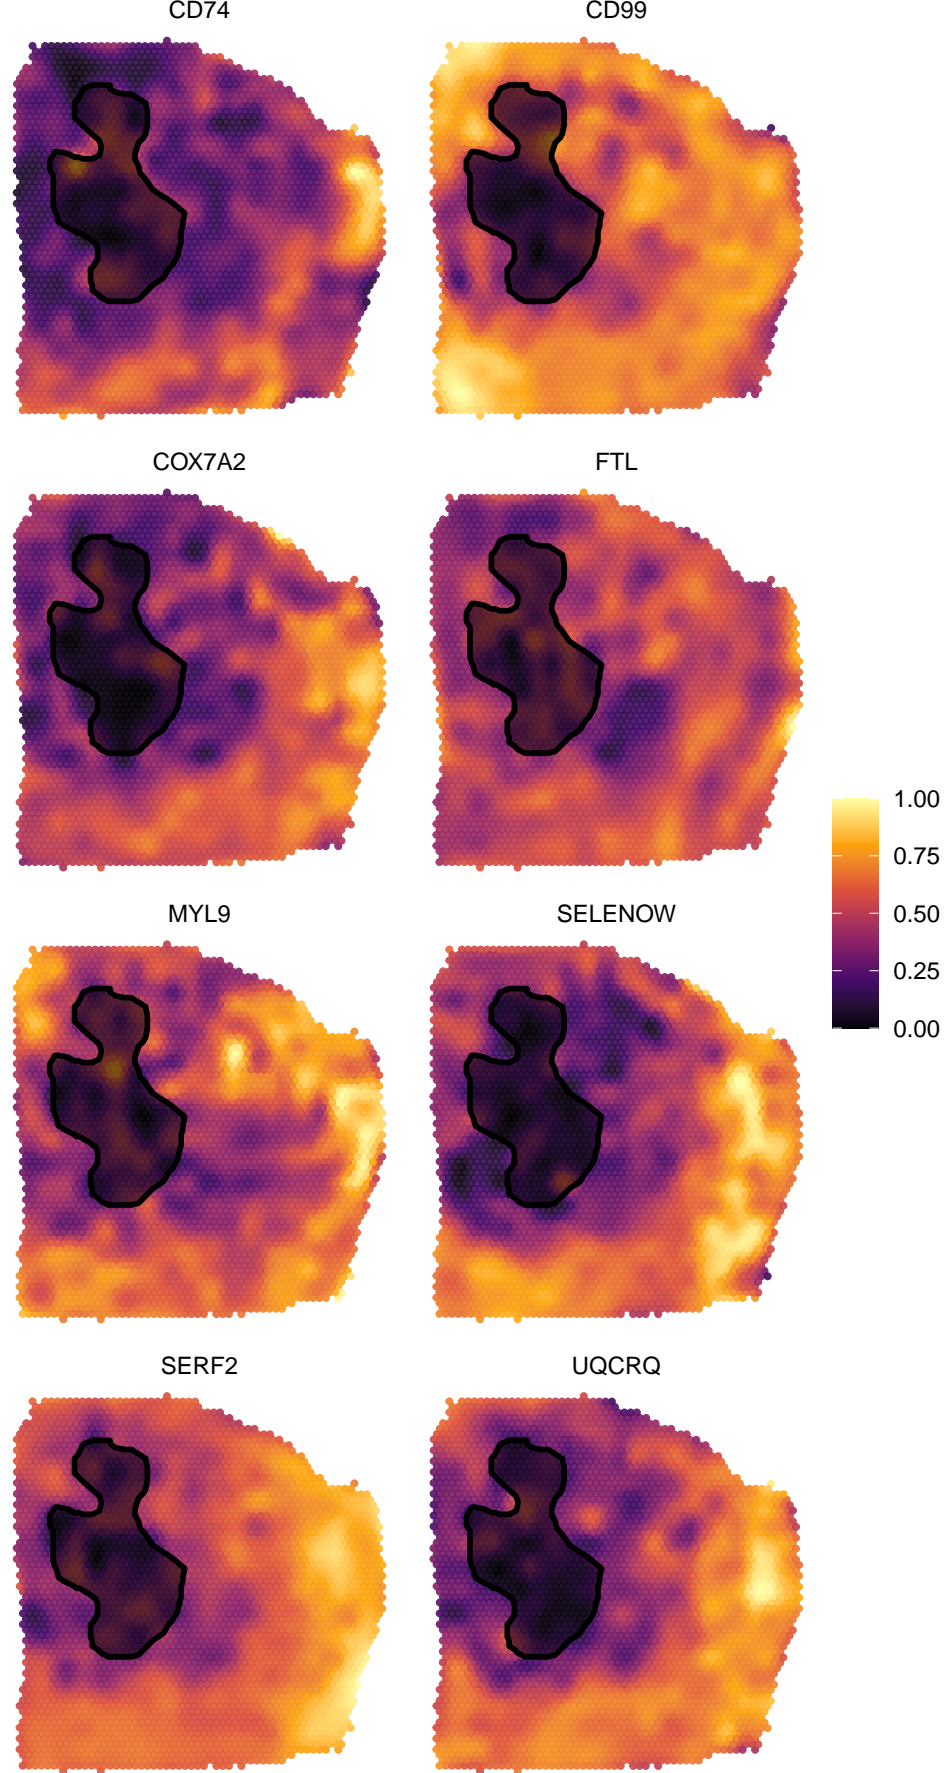 CD74
CD99
COX7A2
FTL
1.00
0.75
0.50
0.25
0.00
MYL9
SELENOW
SERF2
UQCRQ